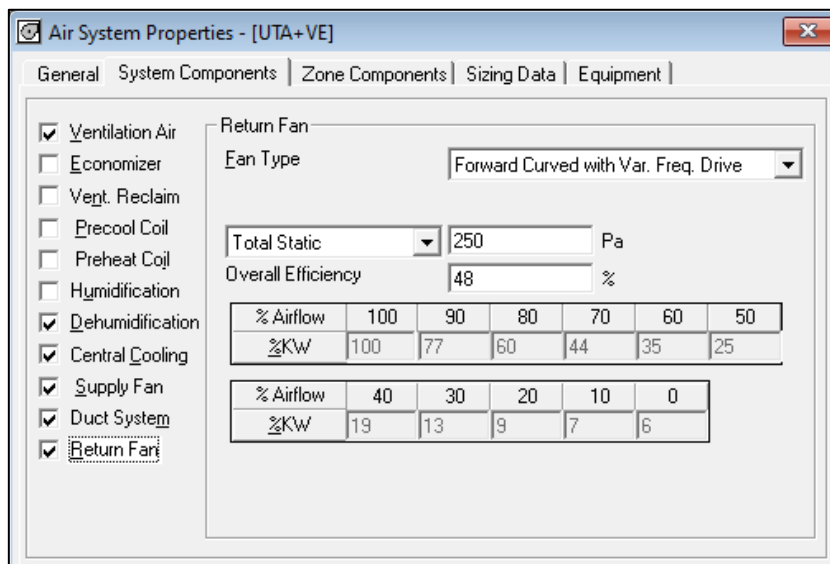 Air System Properties - [UTA+VE]
General System Components Zone Components Sizing Data Equipment
Ventilation Air
Economizer
Vent. Reclaim
Precool Coil
Preheat Coil
Humidification
Dehumidification
Central Cooling
Supply Fan
Duct System
Return Fan
Return Fan
Fan Type Forward Curved with Var. Freq. Drive
Total Static 250 Pa
Overall Efficiency 48 %
% Airflow 100 90 80 70 60 50
%KW 100 77 60 44 35 25
% Airflow 40 30 20 10 0
%KW 19 13 9 7 6